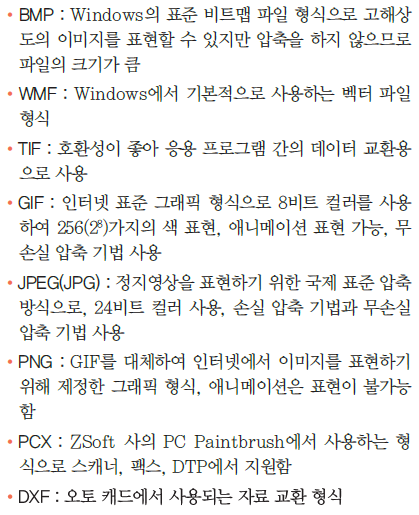 • BMP : Windows의 표준 비트맵 파일 형식으로 고해상
도의 이미지를 표현할 수 있지만 압축을 하지 않으므로
파일의 크기가 큼
• WMF : Windows에서 기본적으로 사용하는 벡터 파일
형식
• TIF : 호환성이 좋아 응용 프로그램 간의 데이터 교환용
으로 사용
• GIF : 인터넷 표준 그래픽 형식으로 8비트 컬러를 사용
하여 256(2⁸)가지의 색 표현, 애니메이션 표현 가능, 무
손실 압축 기법 사용
• JPEG(JPG) : 정지영상을 표현하기 위한 국제 표준 압축
방식으로, 24비트 컬러 사용, 손실 압축 기법과 무손실
압축 기법 사용
• PNG : GIF를 대체하여 인터넷에서 이미지를 표현하기
위해 제정한 그래픽 형식, 애니메이션은 표현이 불가능
함
• PCX : ZSoft 사의 PC Paintbrush에서 사용하는 형
식으로 스캐너, 팩스, DTP에서 지원함
• DXF : 오토 캐드에서 사용되는 자료 교환 형식